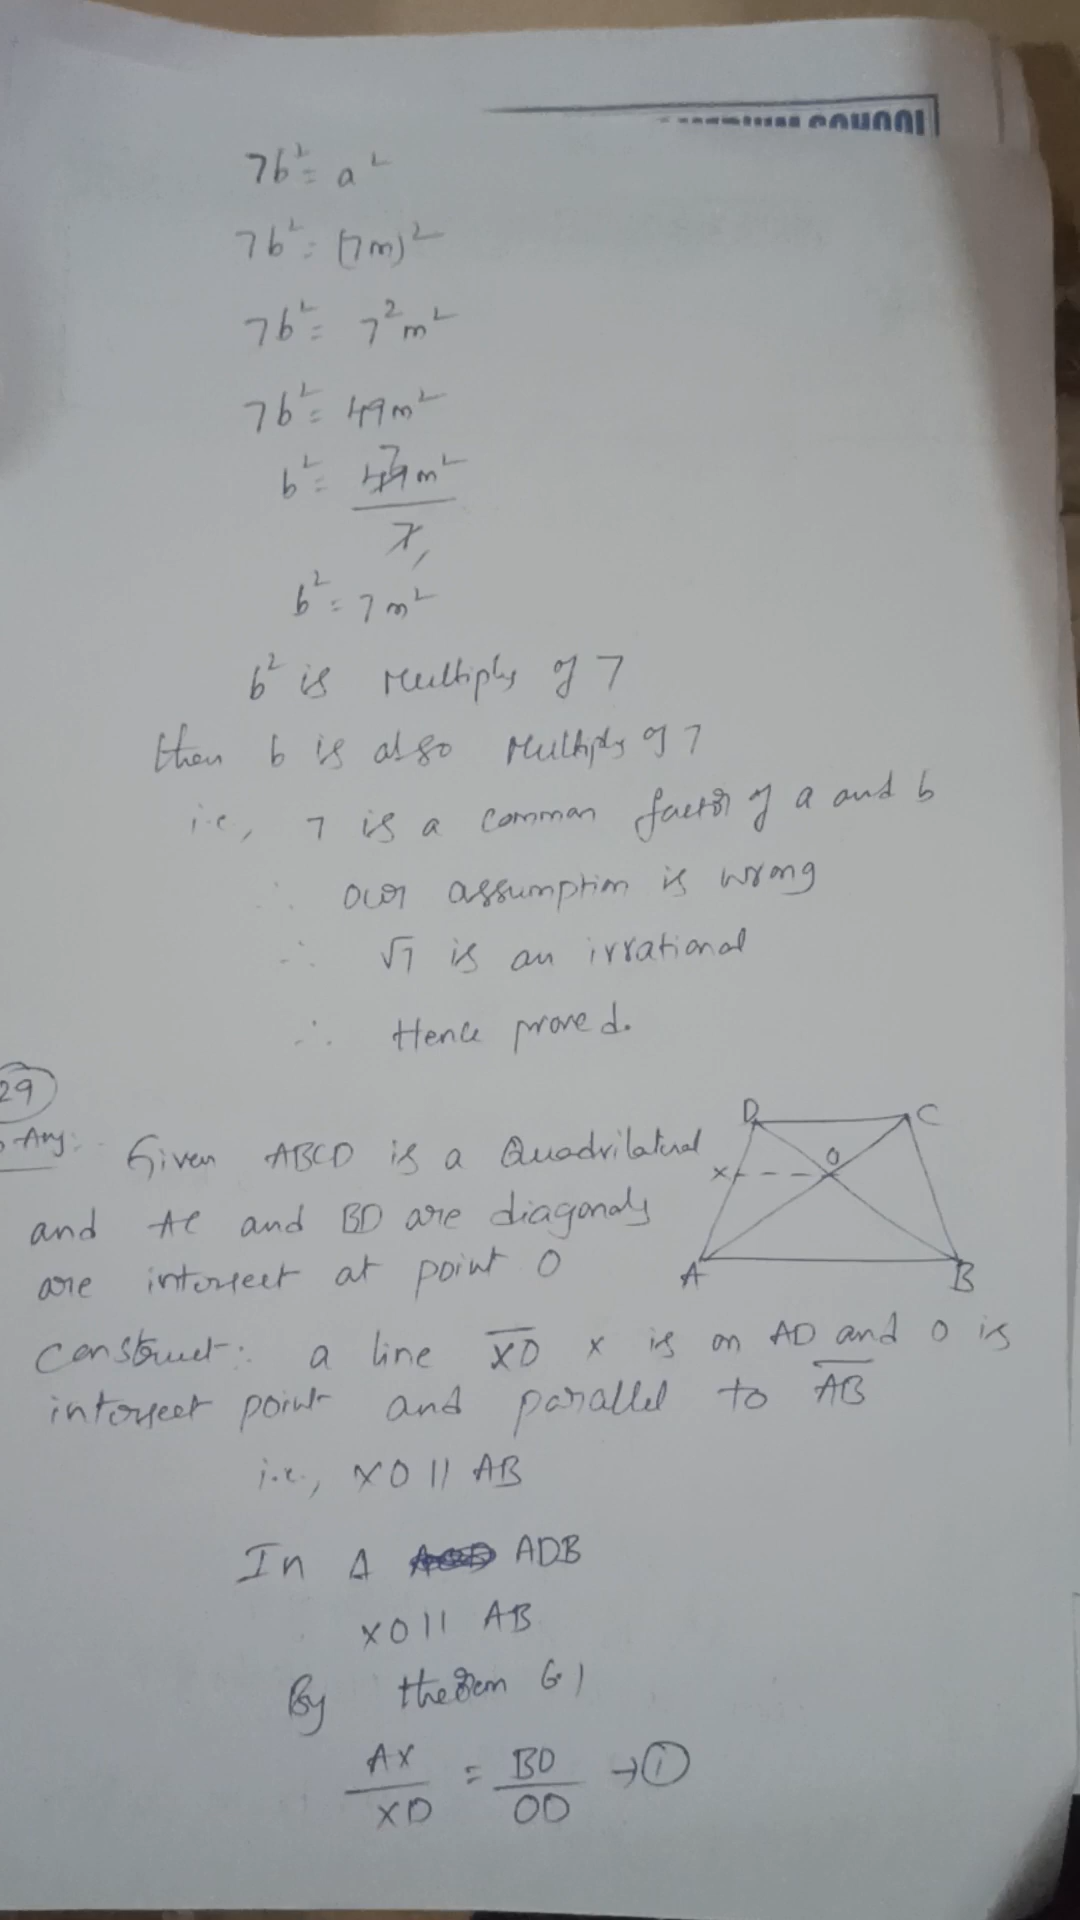 SCHOOL
7b² = a²
7b² = (7m)²
7b² = 7²m²
7b² = 49m²
b² = 49m² / 7
7
b² = 7m²
b² is Multiply of 7
then b is also Multiply of 7
i.e, 7 is a common factor of a and b
∴ our assumption is wrong
∴ √7 is an irrational
∴ Hence proved.
29
Ans: Given ABCD is a Quadrilateral
and AC and BD are diagonals
are intersect at point O
D C X O A B
Construct: a line XO x is on AD and O is
intersect point and parallel to AB
i.e., XO || AB
In Δ ADB
XO || AB
By theorem 6.1
AX / XD = BO / OD → ①